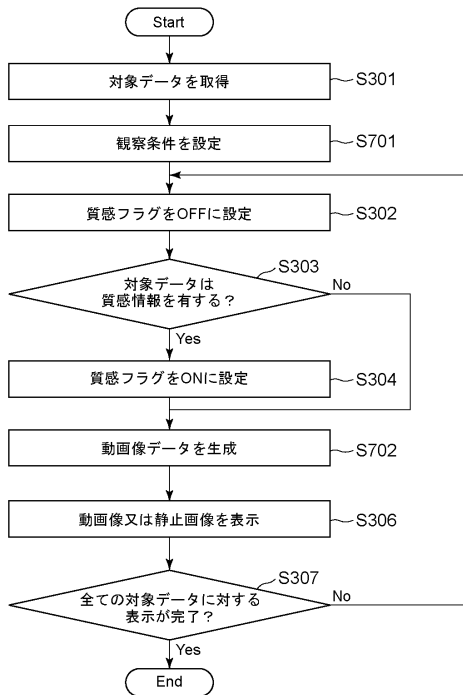 Start
対象データを取得
S301
観察条件を設定
S701
質感フラグをOFFに設定
S302
S303
対象データは
質感情報を有する？
No
Yes
質感フラグをONに設定
S304
動画像データを生成
S702
動画像又は静止画像を表示
S306
S307
全ての対象データに対する
表示が完了？
No
Yes
End